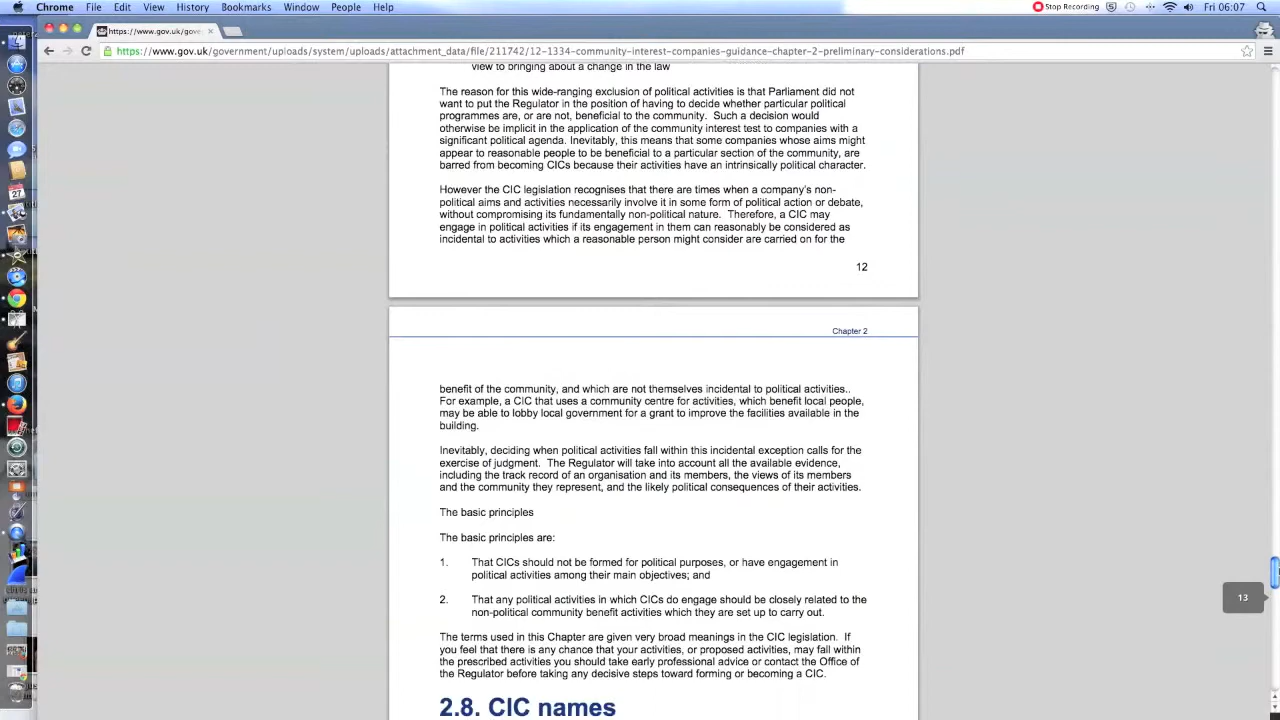 Chrome File Edit View History Bookmarks Window People Help Stop Recording Fri 06:07
https://www.gov.uk/gove
https://www.gov.uk/government/uploads/system/uploads/attachment_data/file/211742/12-1334-community-interest-companies-guidance-chapter-2-preliminary-considerations.pdf
view to bringing about a change in the law
The reason for this wide-ranging exclusion of political activities is that Parliament did not
want to put the Regulator in the position of having to decide whether particular political
programmes are, or are not, beneficial to the community. Such a decision would
otherwise be implicit in the application of the community interest test to companies with a
significant political agenda. Inevitably, this means that some companies whose aims might
appear to reasonable people to be beneficial to a particular section of the community, are
barred from becoming CICs because their activities have an intrinsically political character.
However the CIC legislation recognises that there are times when a company's non-
political aims and activities necessarily involve it in some form of political action or debate,
without compromising its fundamentally non-political nature. Therefore, a CIC may
engage in political activities if its engagement in them can reasonably be considered as
incidental to activities which a reasonable person might consider are carried on for the
12
Chapter 2
benefit of the community, and which are not themselves incidental to political activities..
For example, a CIC that uses a community centre for activities, which benefit local people,
may be able to lobby local government for a grant to improve the facilities available in the
building.
Inevitably, deciding when political activities fall within this incidental exception calls for the
exercise of judgment. The Regulator will take into account all the available evidence,
including the track record of an organisation and its members, the views of its members
and the community they represent, and the likely political consequences of their activities.
The basic principles
The basic principles are:
1. That CICs should not be formed for political purposes, or have engagement in
political activities among their main objectives; and
2. That any political activities in which CICs do engage should be closely related to the
non-political community benefit activities which they are set up to carry out.
13
The terms used in this Chapter are given very broad meanings in the CIC legislation. If
you feel that there is any chance that your activities, or proposed activities, may fall within
the prescribed activities you should take early professional advice or contact the Office of
the Regulator before taking any decisive steps toward forming or becoming a CIC.
2.8. CIC names